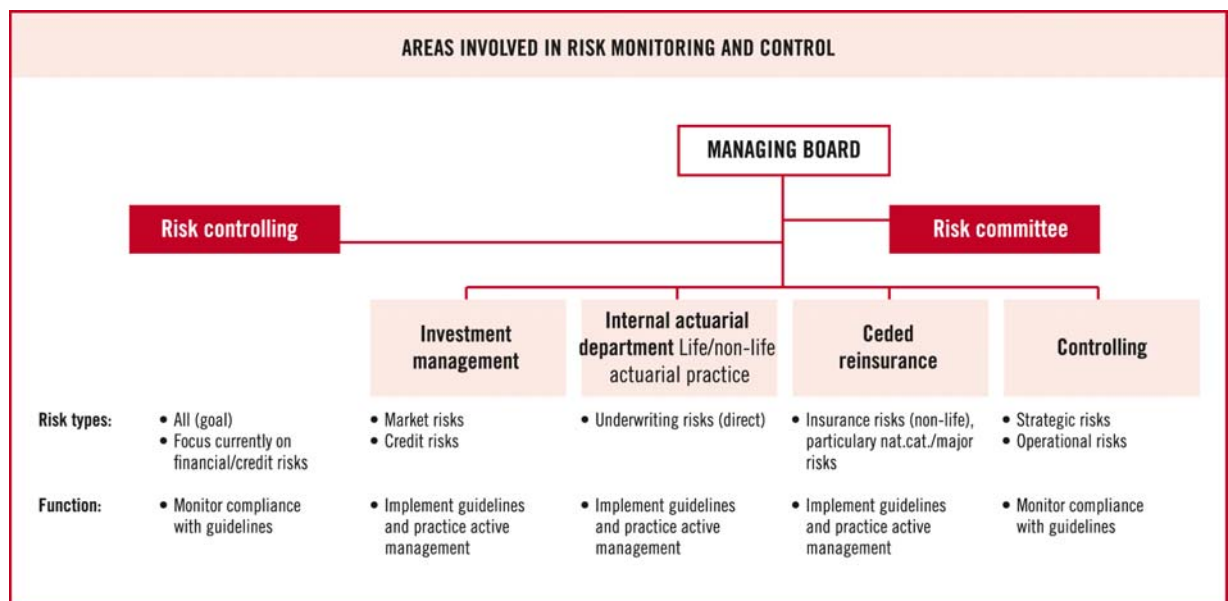 AREAS INVOLVED IN RISK MONITORING AND CONTROL
MANAGING BOARD
Risk controlling
Risk committee
Investment
management
Internal actuarial
department Life/non-life
actuarial practice
Ceded
reinsurance
Controlling
Risk types:
• All (goal)
• Focus currently on
financial/credit risks
• Market risks
• Credit risks
• Underwriting risks (direct)
• Insurance risks (non-life),
particulary nat.cat./major
risks
• Strategic risks
• Operational risks
Function:
• Monitor compliance
with guidelines
• Implement guidelines
and practice active
management
• Implement guidelines
and practice active
management
• Implement guidelines
and practice active
management
• Monitor compliance
with guidelines